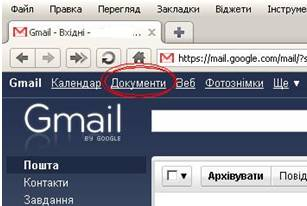 Файл Правка Перегляд Закладки Віджети Інструме
Gmail - Вхідні -
https://mail.google.com/mail/?s
Gmail Календар Документи Веб Фотознімки Ще ▼
Gmail
BY GOOGLE
Пошта
Контакти
Завдання
Архівувати Повід